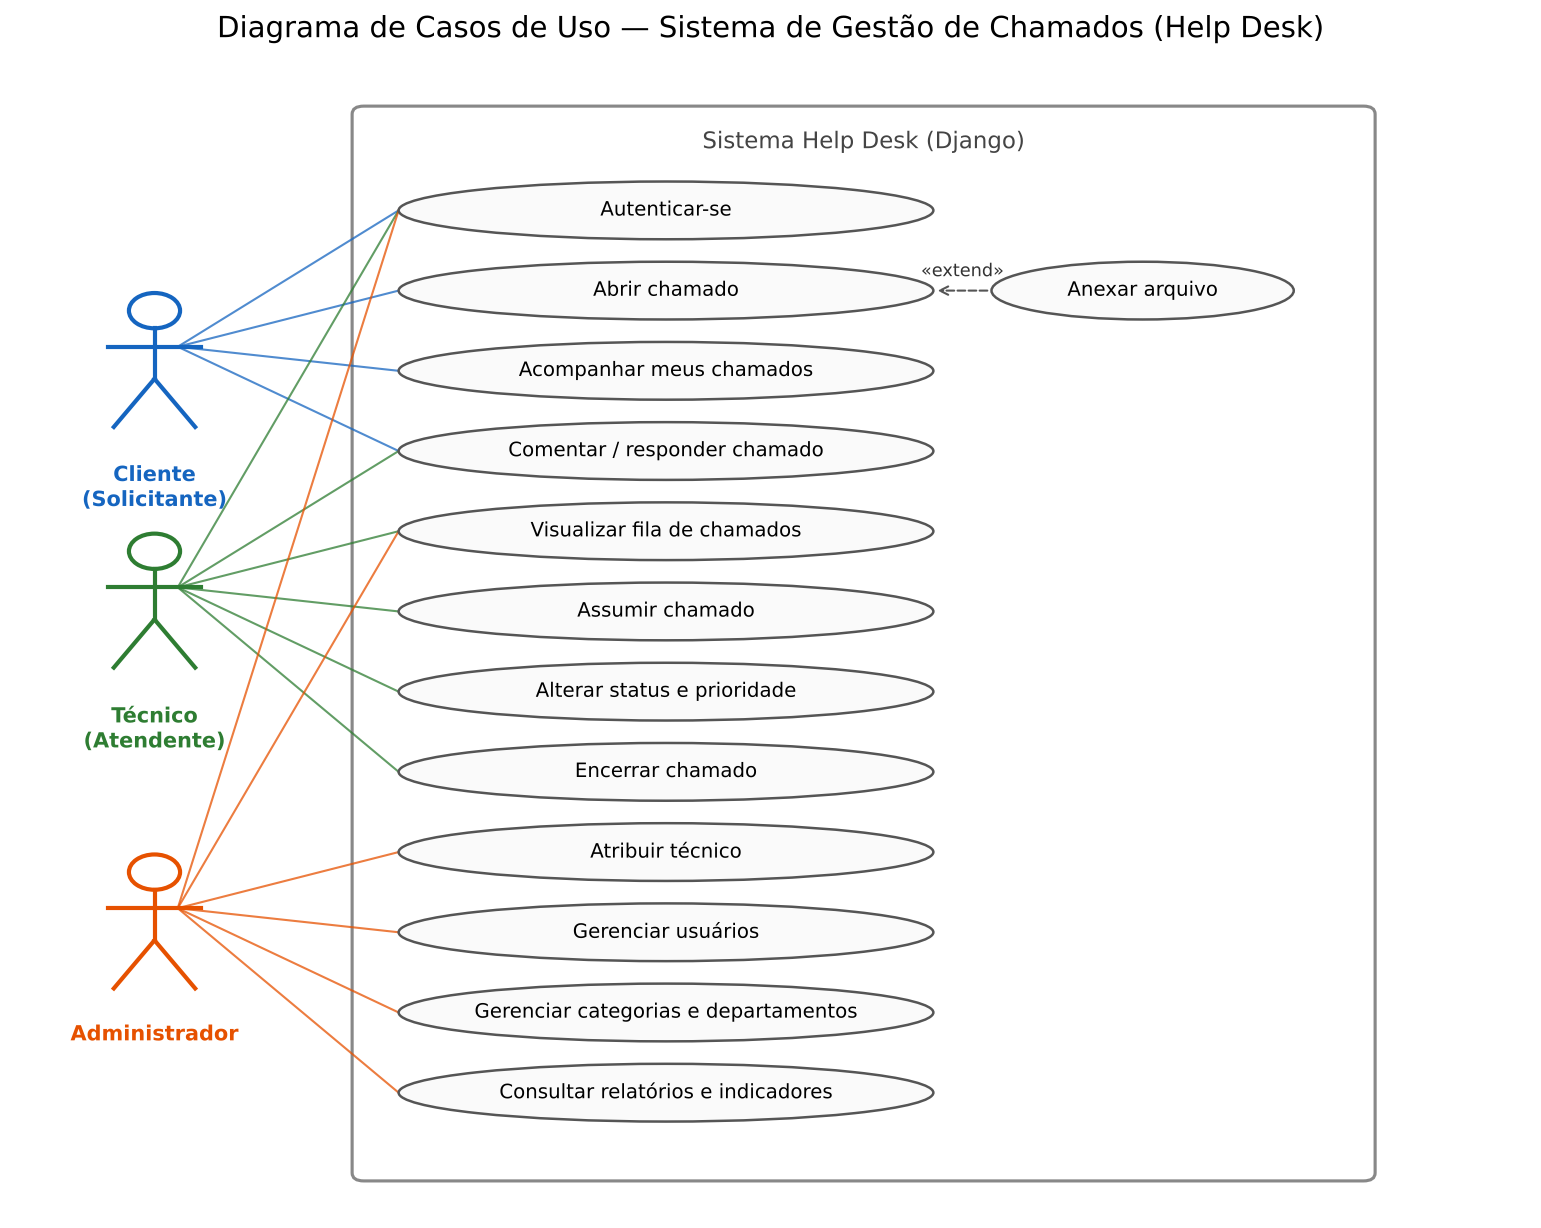 Diagrama de Casos de Uso — Sistema de Gestão de Chamados (Help Desk)
Sistema Help Desk (Django)
Autenticar-se
Abrir chamado
«extend»
Anexar arquivo
Acompanhar meus chamados
Comentar / responder chamado
Visualizar fila de chamados
Assumir chamado
Alterar status e prioridade
Encerrar chamado
Atribuir técnico
Gerenciar usuários
Gerenciar categorias e departamentos
Consultar relatórios e indicadores
Cliente
(Solicitante)
Técnico
(Atendente)
Administrador